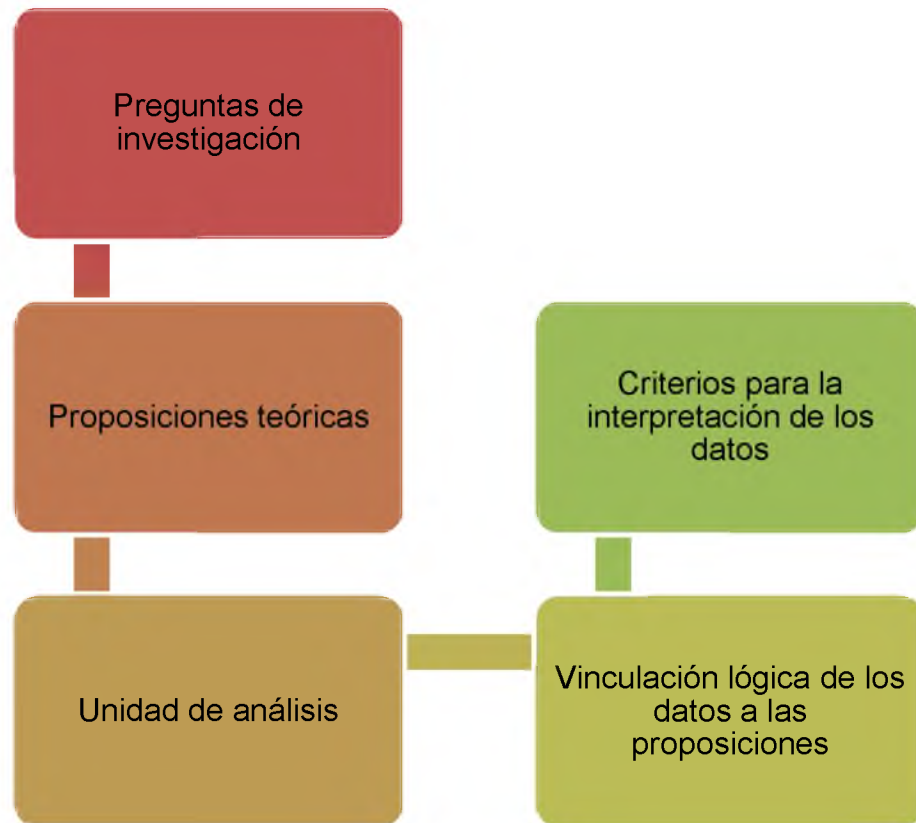 Preguntas de
investigación
Proposiciones teóricas
Unidad de análisis
Vinculación lógica de los
datos a las
proposiciones
Criterios para la
interpretación de los
datos